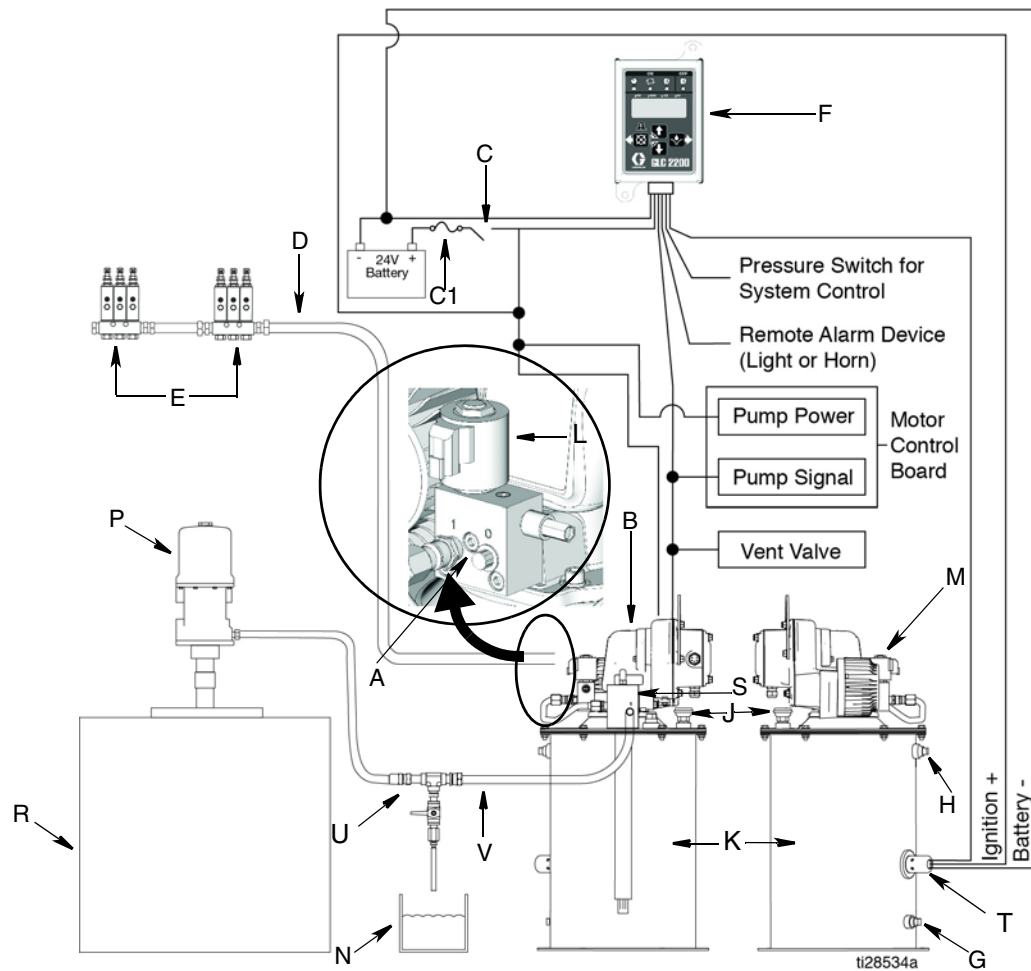 F
GLC 2200
C
- 24V +
Battery
C1
D
E
Pressure Switch for
System Control
Remote Alarm Device
(Light or Horn)
Pump Power
Pump Signal
Motor
Control
Board
Vent Valve
L
1 0
A
B
M
P
S
J
H
R
U
V
K
T
N
G
Ignition +
Battery -
ti28534a